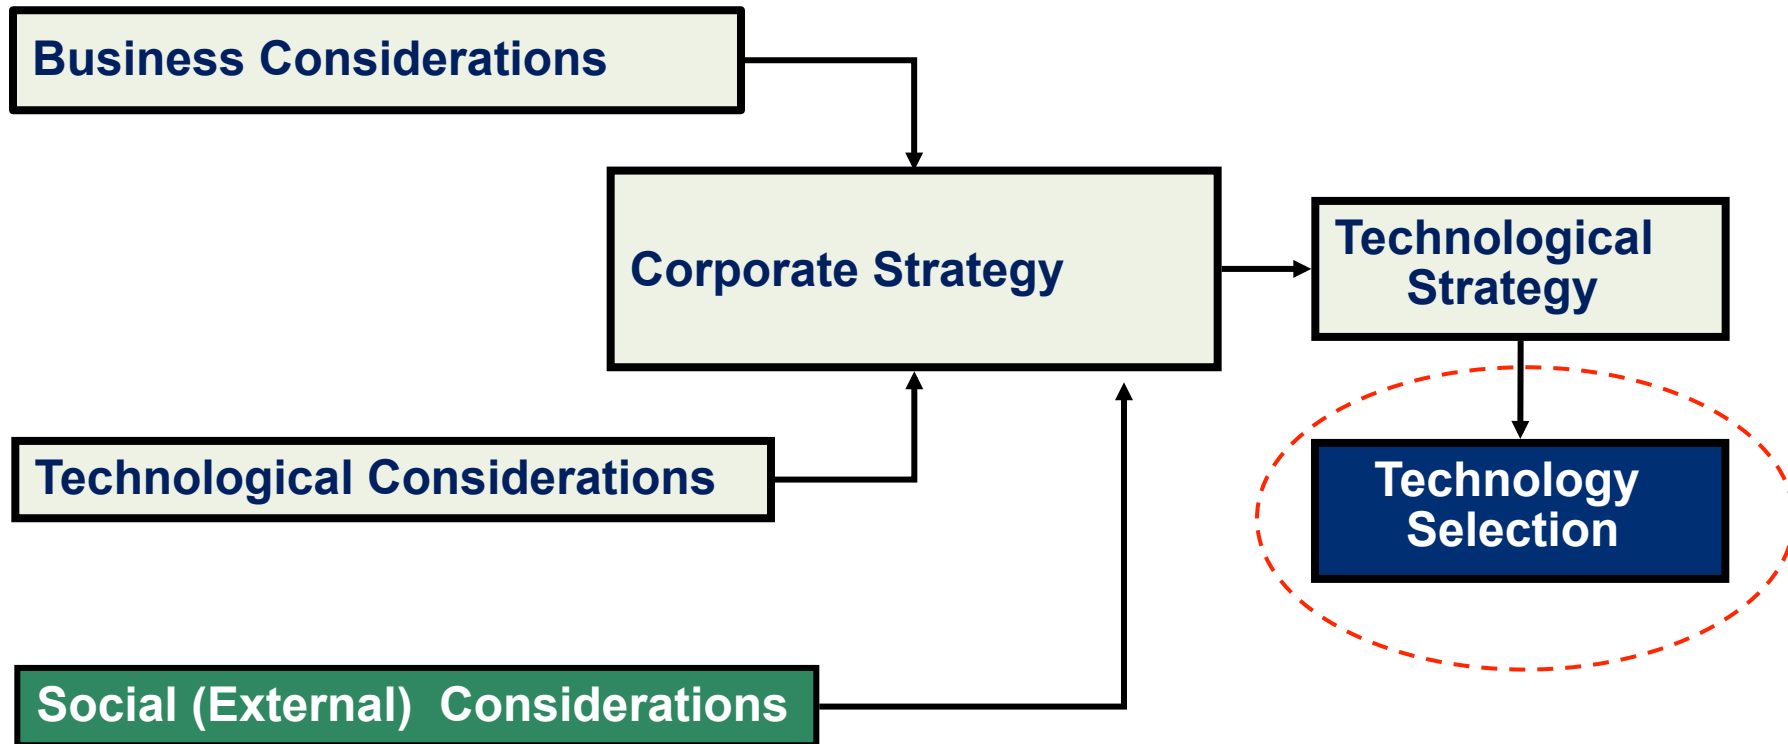 Business Considerations
Corporate Strategy
Technological
Strategy
Technological Considerations
Technology
Selection
Social (External) Considerations